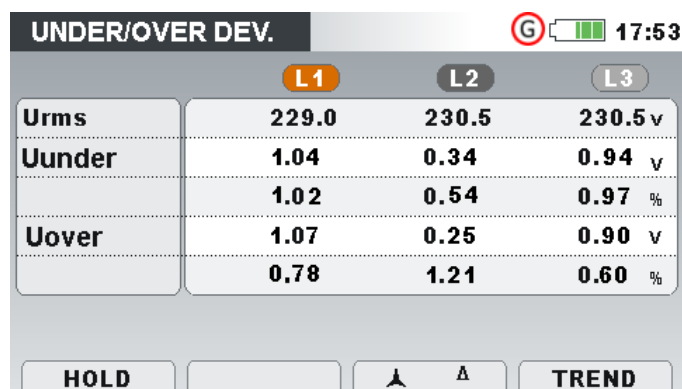 UNDER/OVER DEV. G 17:53
L1 L2 L3
Urms 229.0 230.5 230.5 V
Uunder 1.04 0.34 0.94 V
1.02 0.54 0.97 %
Uover 1.07 0.25 0.90 V
0.78 1.21 0.60 %
HOLD Δ TREND